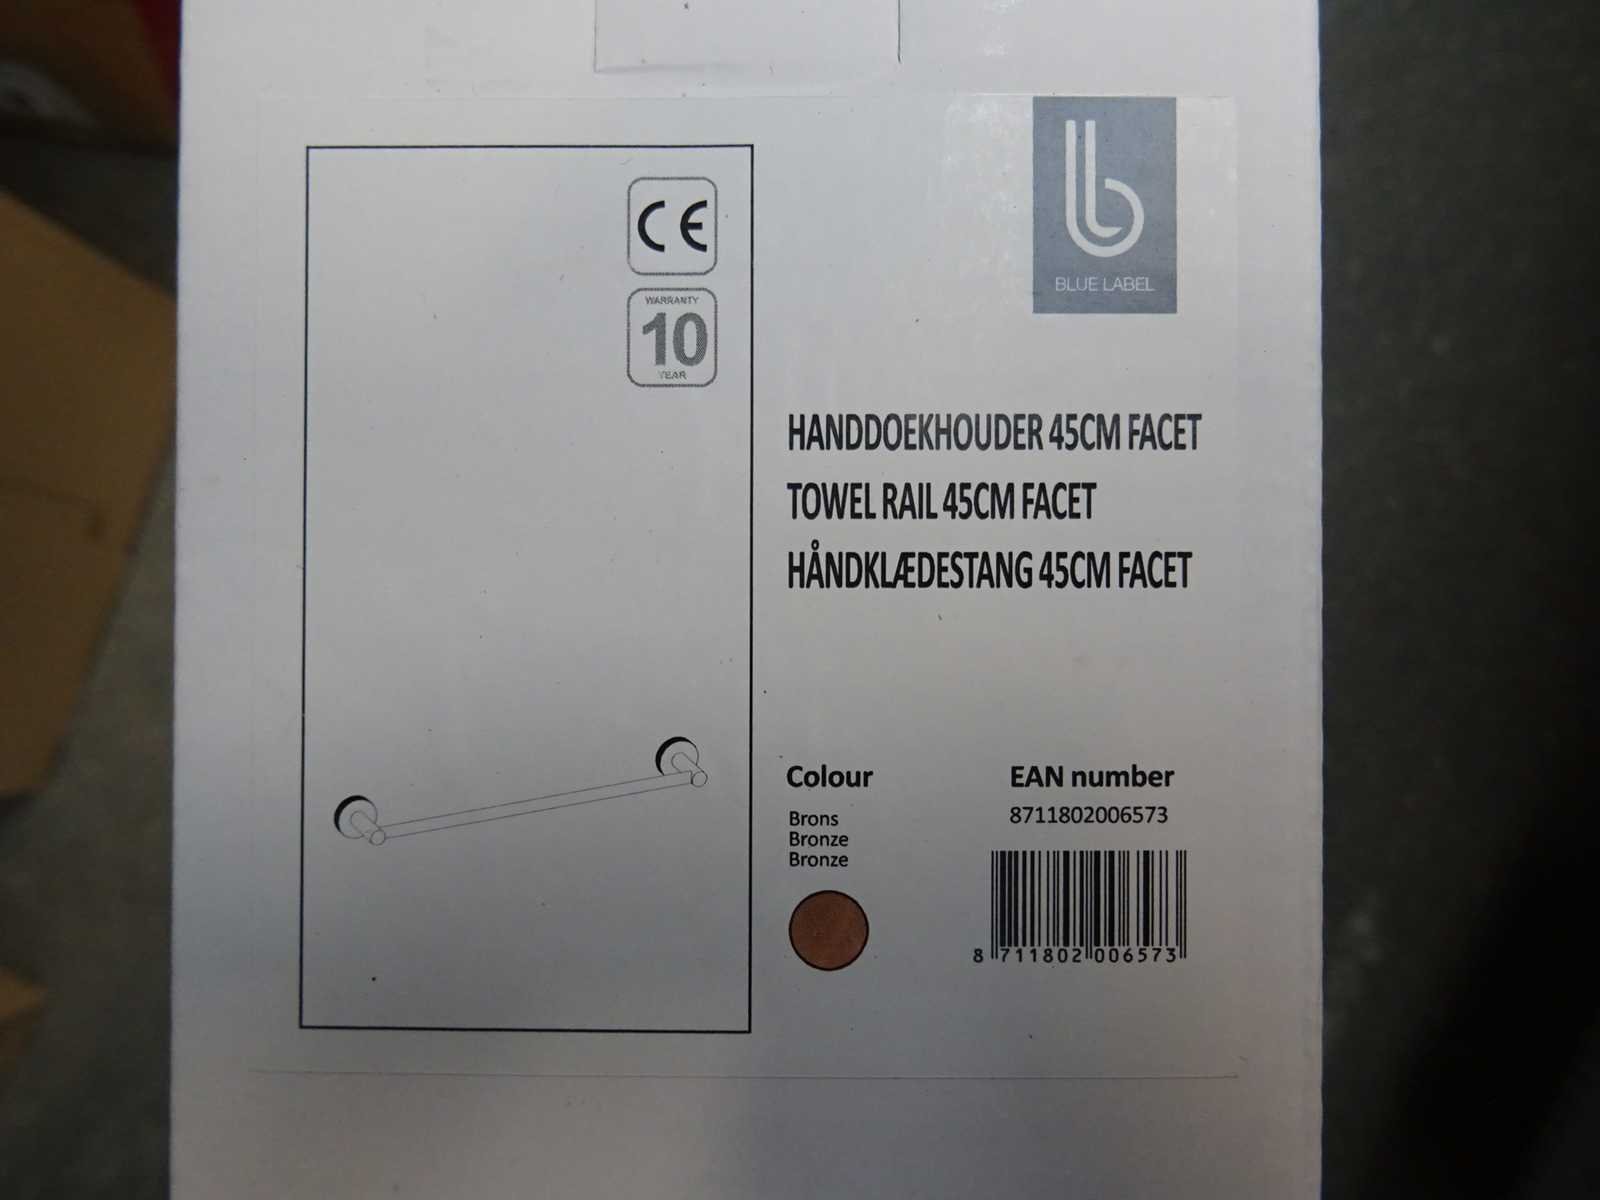 BLUE LABEL
CE
WARRANTY
10
YEAR
HANDDOEKHOUDER 45CM FACET
TOWEL RAIL 45CM FACET
HÅNDKLÆDESTANG 45CM FACET
Colour
Brons
Bronze
Bronze
EAN number
8711802006573
8 711802 006573